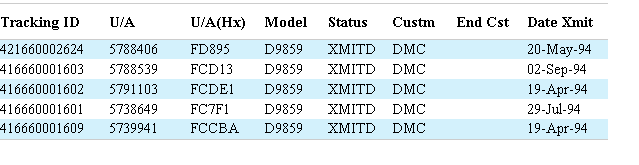 Tracking ID U/A U/A(Hx) Model Status Custm End Cst Date Xmit
421660002624 5788406 FD895 D9859 XMITD DMC 20-May-94
416660001603 5788539 FCD13 D9859 XMITD DMC 02-Sep-94
416660001602 5791103 FCDE1 D9859 XMITD DMC 19-Apr-94
416660001601 5738649 FC7F1 D9859 XMITD DMC 29-Jul-94
416660001609 5739941 FCCBA D9859 XMITD DMC 19-Apr-94